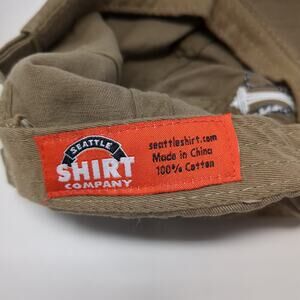 SEATTLE
SHIRT
COMPANY
seattleshirt.com
Made in China
100% Cotton